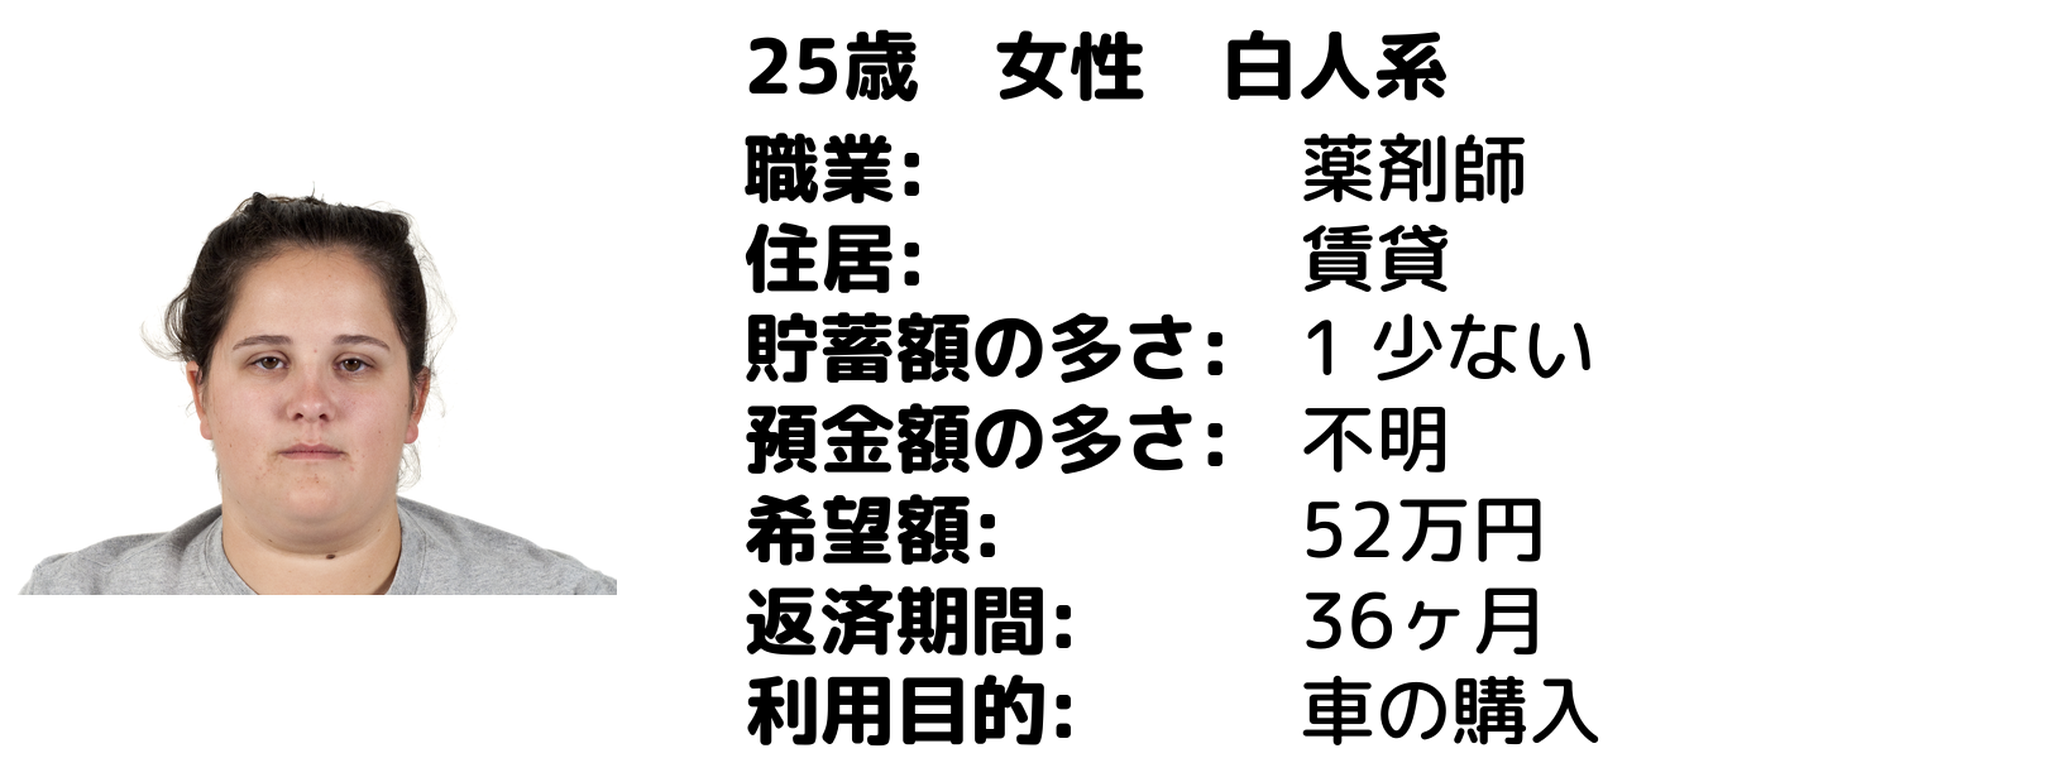 25歳　女性　白人系
職業: 薬剤師
住居: 賃貸
貯蓄額の多さ: 1 少ない
預金額の多さ: 不明
希望額: 52万円
返済期間: 36ヶ月
利用目的: 車の購入